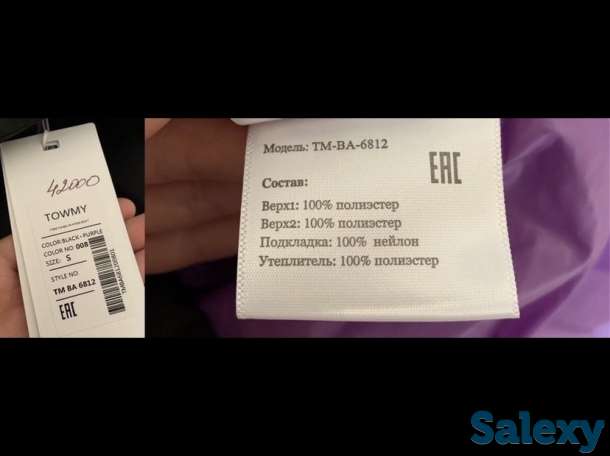 42000
TOWMY
COLOR:BLACK+PURPLE
COLOR NO 008
SIZE: S
STYLE NO.
TM BA 6812
EAC
Модель: TM-BA-6812
EAC
Состав:
Верх1: 100% полиэстер
Верх2: 100% полиэстер
Подкладка: 100% нейлон
Утеплитель: 100% полиэстер
Salexy